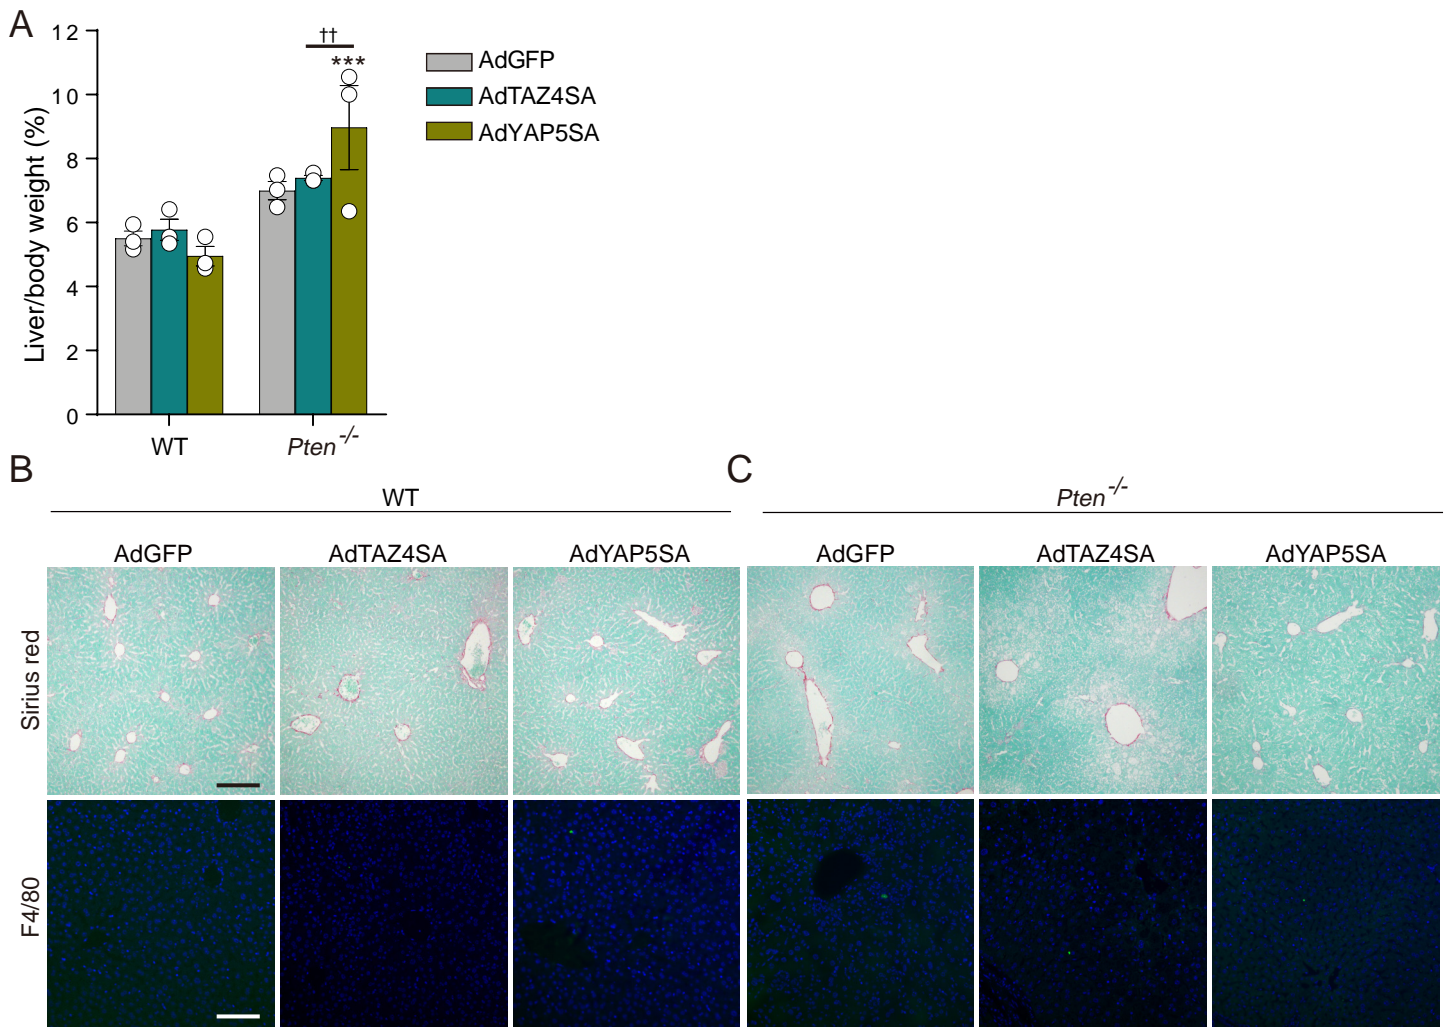 A
12
10
8
6
4
2
0
Liver/body weight (%)
††
***
AdGFP
AdTAZ4SA
AdYAP5SA
WT
Pten-/-
B
WT
AdGFP
AdTAZ4SA
AdYAP5SA
C
Pten-/-
AdGFP
AdTAZ4SA
AdYAP5SA
Sirius red
F4/80